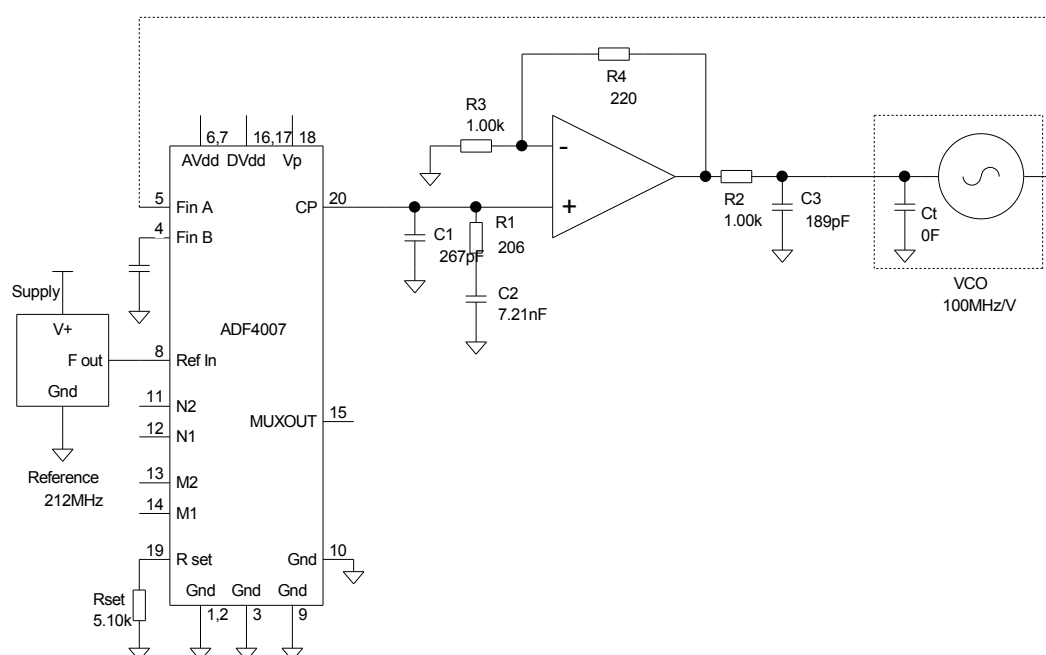 R4
220
R3
1.00k
6,7
16,17
18
AVdd
DVdd
Vp
-
+
5
Fin A
CP
20
4
Fin B
R1
206
C1
267pF
C2
7.21nF
R2
1.00k
C3
189pF
Ct
0F
VCO
100MHz/V
Supply
V+
F out
Gnd
ADF4007
8
Ref In
11
N2
12
N1
MUXOUT
15
13
M2
14
M1
Reference
212MHz
19
R set
Gnd
10
Rset
5.10k
Gnd
Gnd
Gnd
1,2
3
9